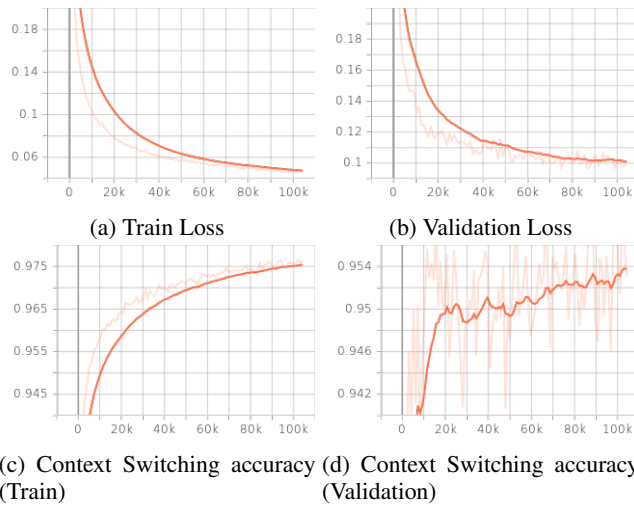 0.18
0.14
0.1
0.06
0 20k 40k 60k 80k 100k
(a) Train Loss
0.18
0.16
0.14
0.12
0.1
0 20k 40k 60k 80k 100k
(b) Validation Loss
0.975
0.965
0.955
0.945
0 20k 40k 60k 80k 100k
(c) Context Switching accuracy
(Train)
0.954
0.95
0.946
0.942
0 20k 40k 60k 80k 100k
(d) Context Switching accuracy
(Validation)